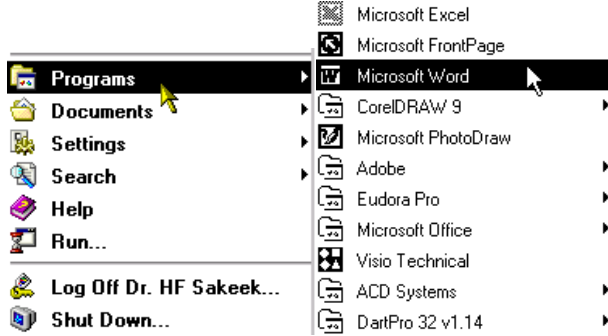 Programs
Documents
Settings
Search
Help
Run...
Log Off Dr. HF Sakeek...
Shut Down...
Microsoft Excel
Microsoft FrontPage
Microsoft Word
CorelDRAW 9
Microsoft PhotoDraw
Adobe
Eudora Pro
Microsoft Office
Visio Technical
ACD Systems
DartPro 32 v1.14